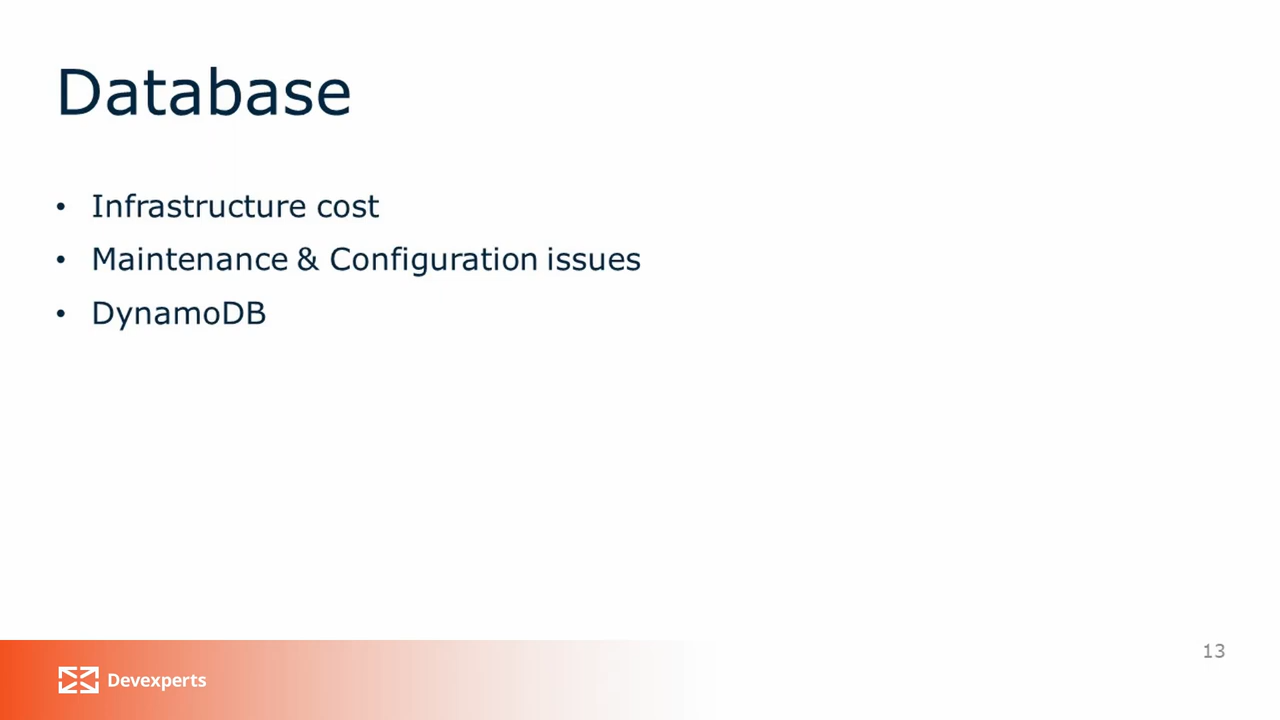 Database
• Infrastructure cost
• Maintenance & Configuration issues
• DynamoDB
13
Devexperts